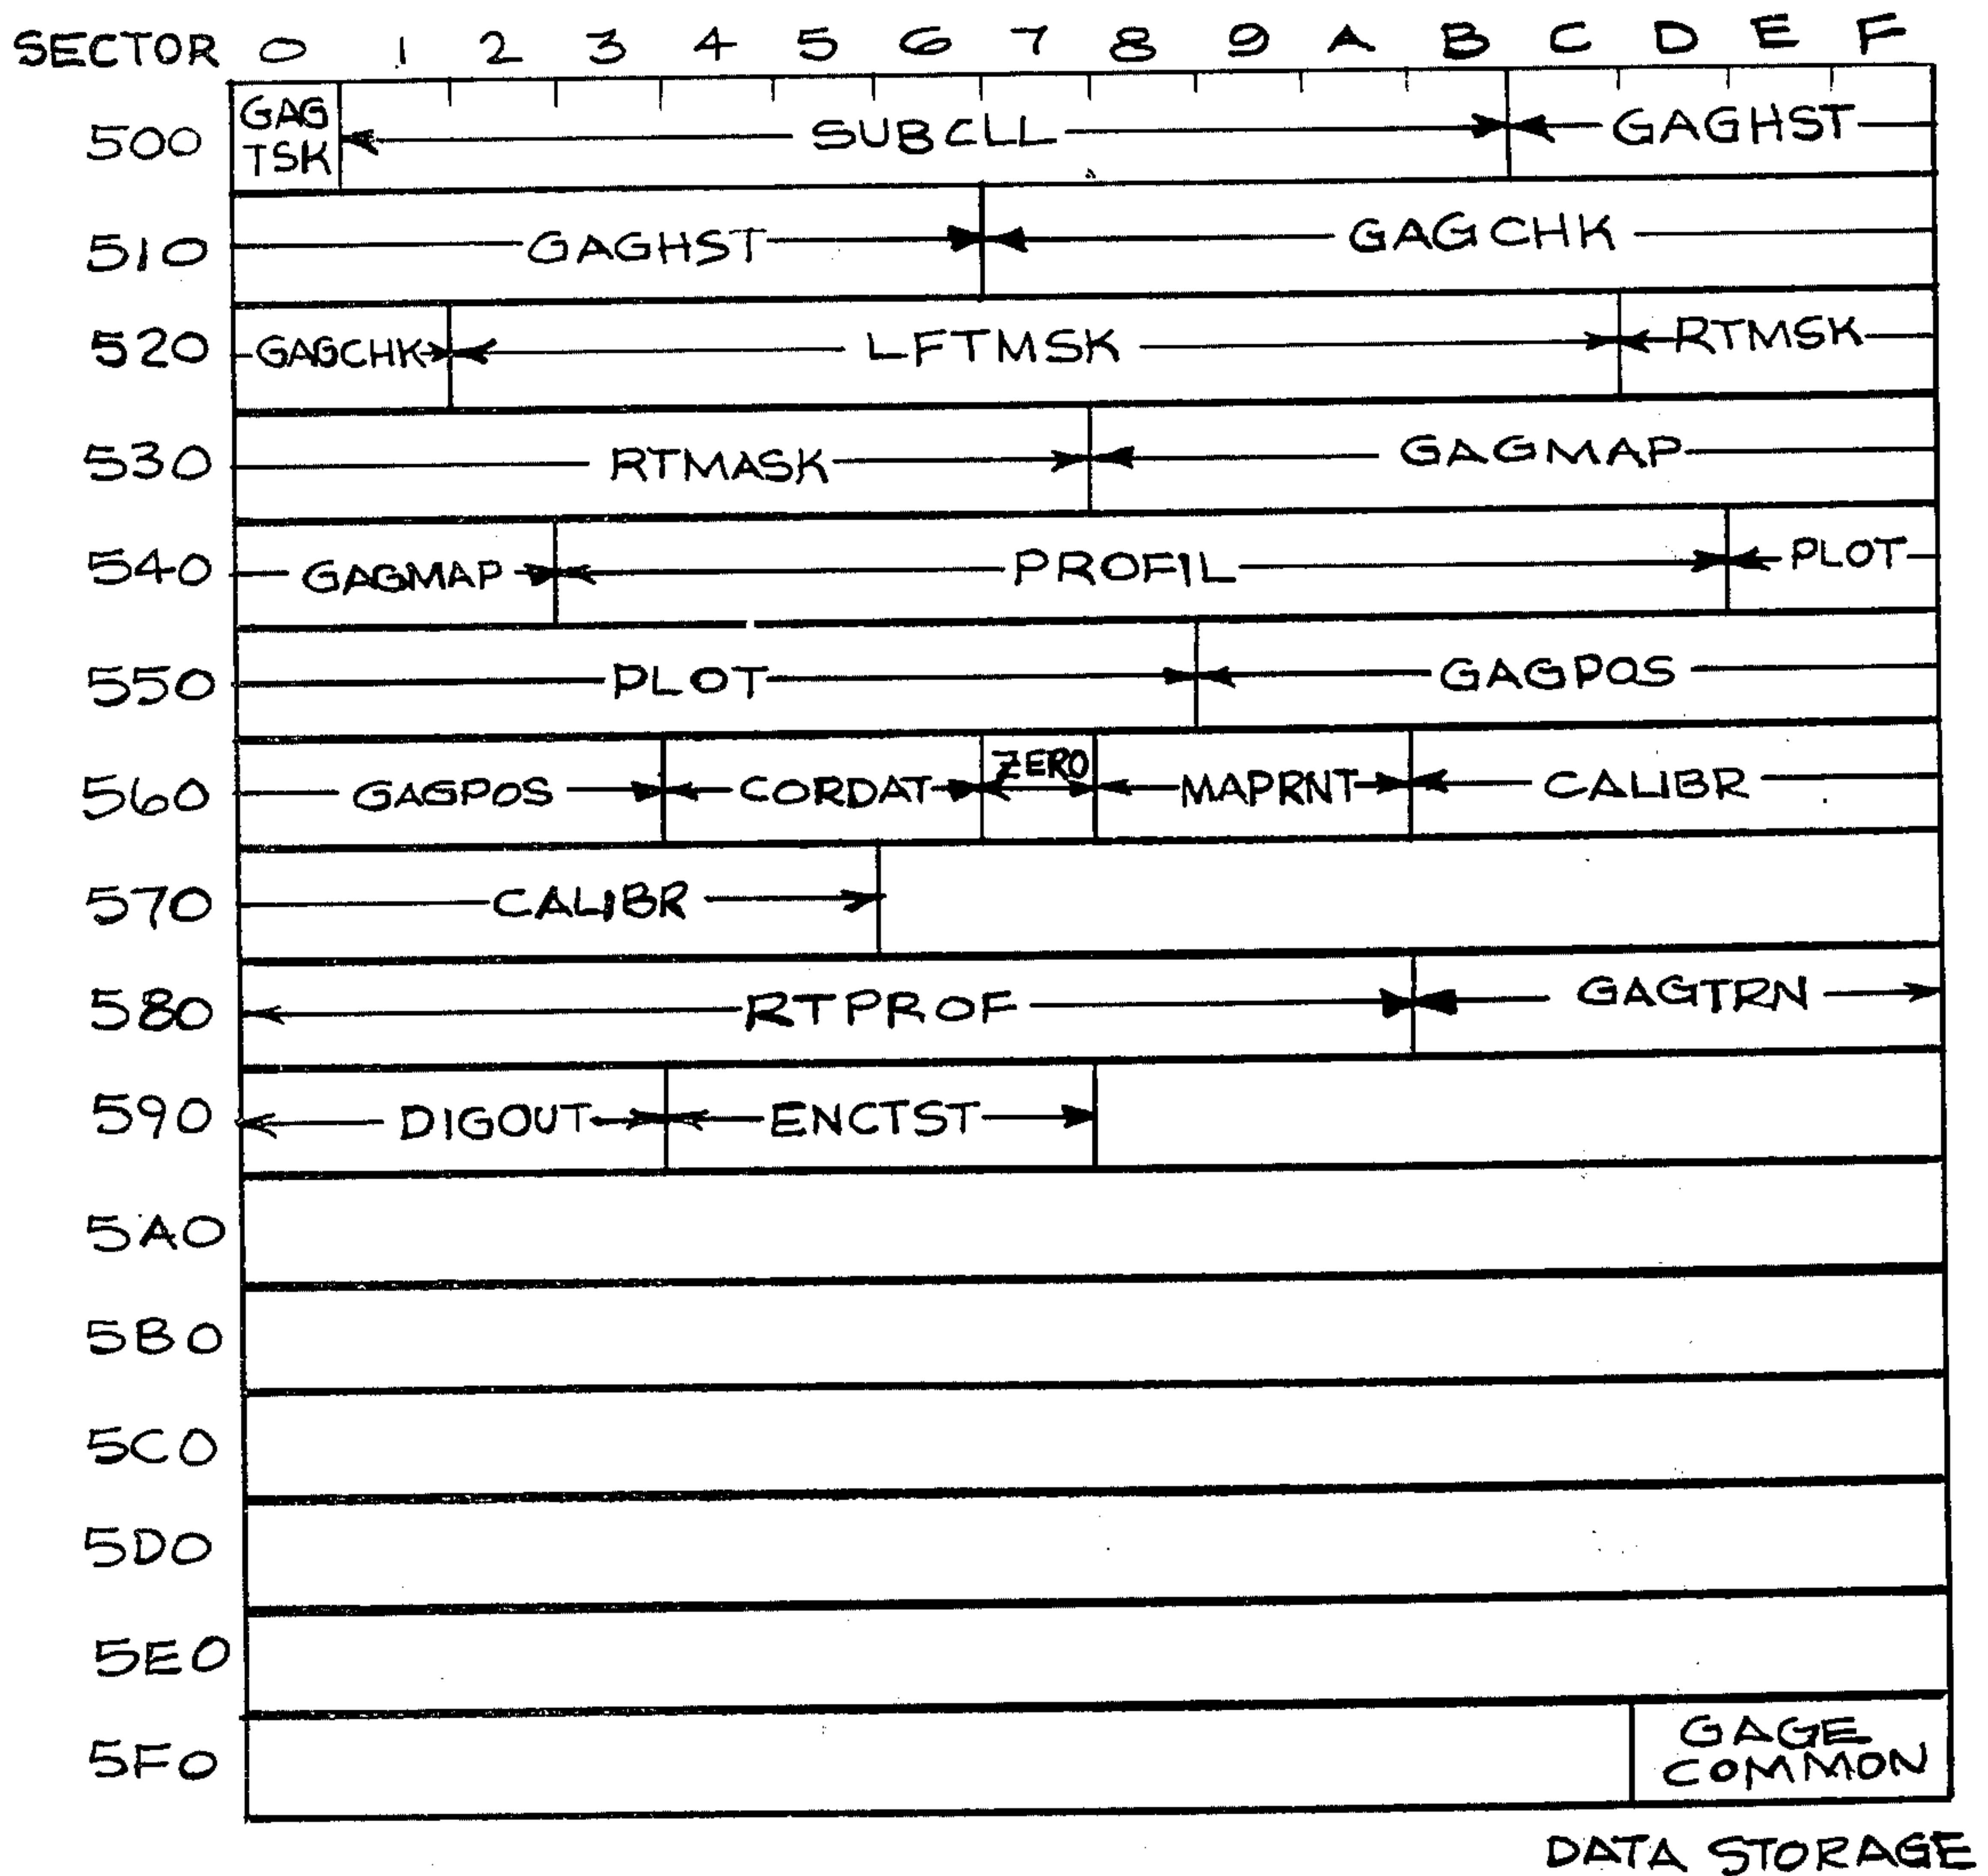 SECTOR 0 1 2 3 4 5 6 7 8 9 A B C D E F
500 GAG TSK SUBCLL GAGHST
510 GAGHST GAGCHK
520 GAGCHK LFTMSK RTMSK
530 RTMASK GAGMAP
540 GAGMAP PROFIL PLOT
550 PLOT GAGPOS
560 GAGPOS CORDAT ZERO MAPRNT CALIBR
570 CALIBR
580 RTPROF GAGTRN
590 DIGOUT ENCTST
5A0
5B0
5C0
5D0
5E0
5F0 GAGE COMMON
DATA STORAGE